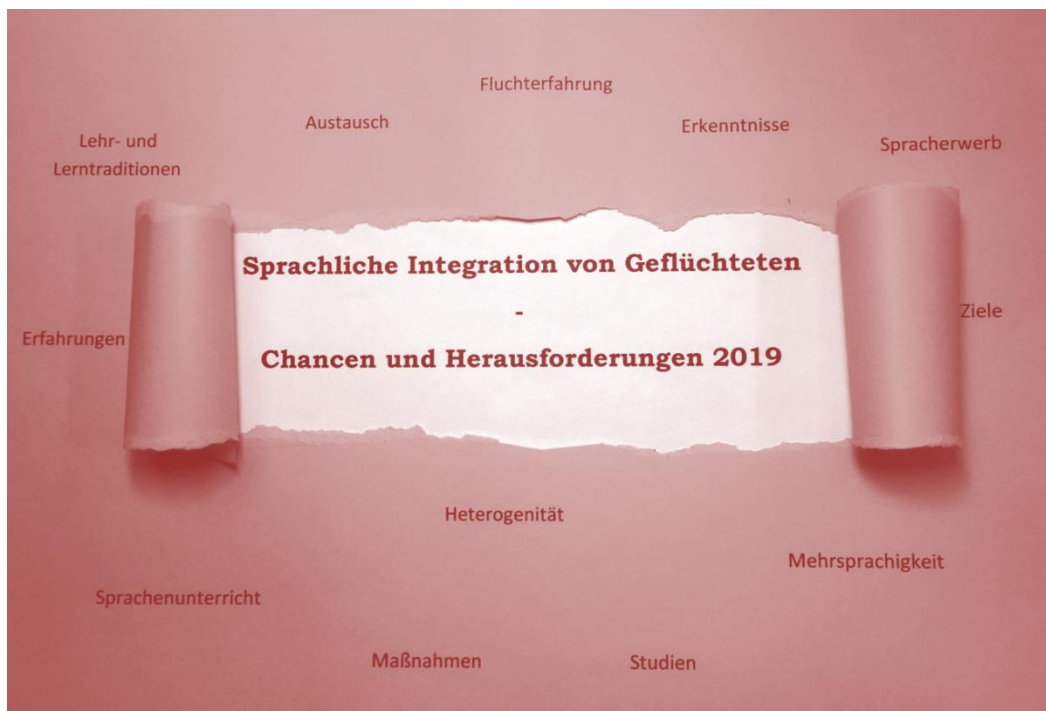 Fluchterfahrung
Austausch
Erkenntnisse
Lehr- und
Lerntraditionen
Spracherwerb
Sprachliche Integration von Geflüchteten
-
Chancen und Herausforderungen 2019
Erfahrungen
Ziele
Heterogenität
Mehrsprachigkeit
Sprachenunterricht
Maßnahmen
Studien